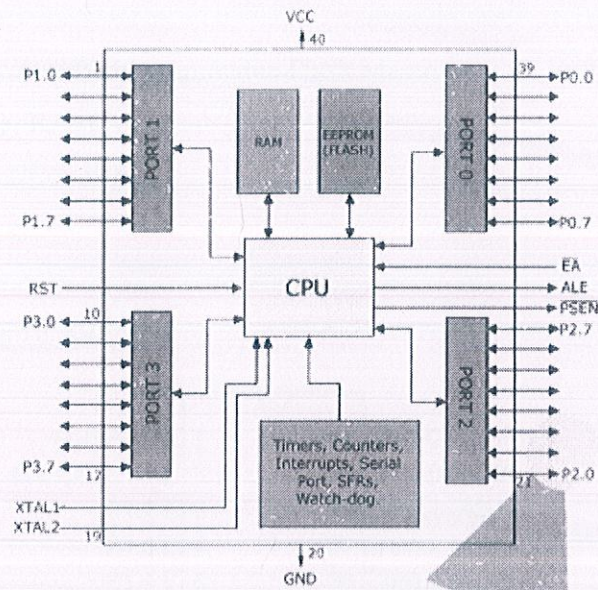 VCC
40
1
39
P1.0
P0.0
PORT 1
RAM
EEPROM
(FLASH)
PORT 0
P1.7
P0.7
CPU
EA
RST
ALE
PSEN
10
P3.0
P2.7
PORT 3
PORT 2
Timers, Counters,
Interrupts, Serial
Port, SFRs,
Watch-dog.
P3.7
17
P2.0
21
XTAL1
XTAL2
19
20
GND